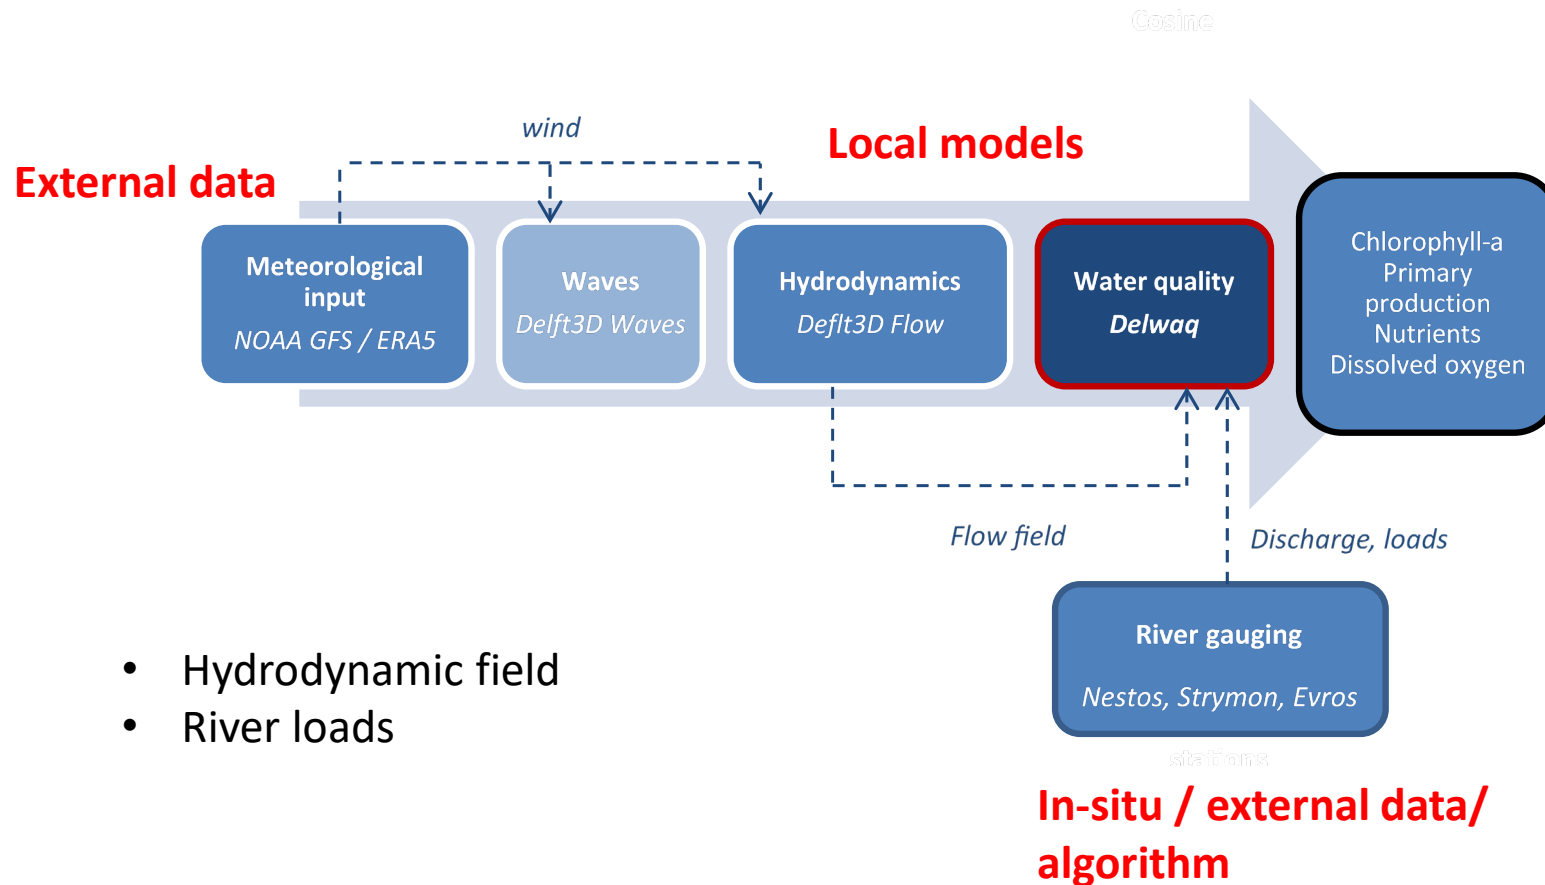 Cosine
wind
Local models
External data
Meteorological
input
NOAA GFS / ERA5
Waves
Delft3D Waves
Hydrodynamics
Deflt3D Flow
Water quality
Delwaq
Chlorophyll-a
Primary
production
Nutrients
Dissolved oxygen
Flow field
Discharge, loads
River gauging
Nestos, Strymon, Evros
stations
• Hydrodynamic field
• River loads
In-situ / external data/
algorithm